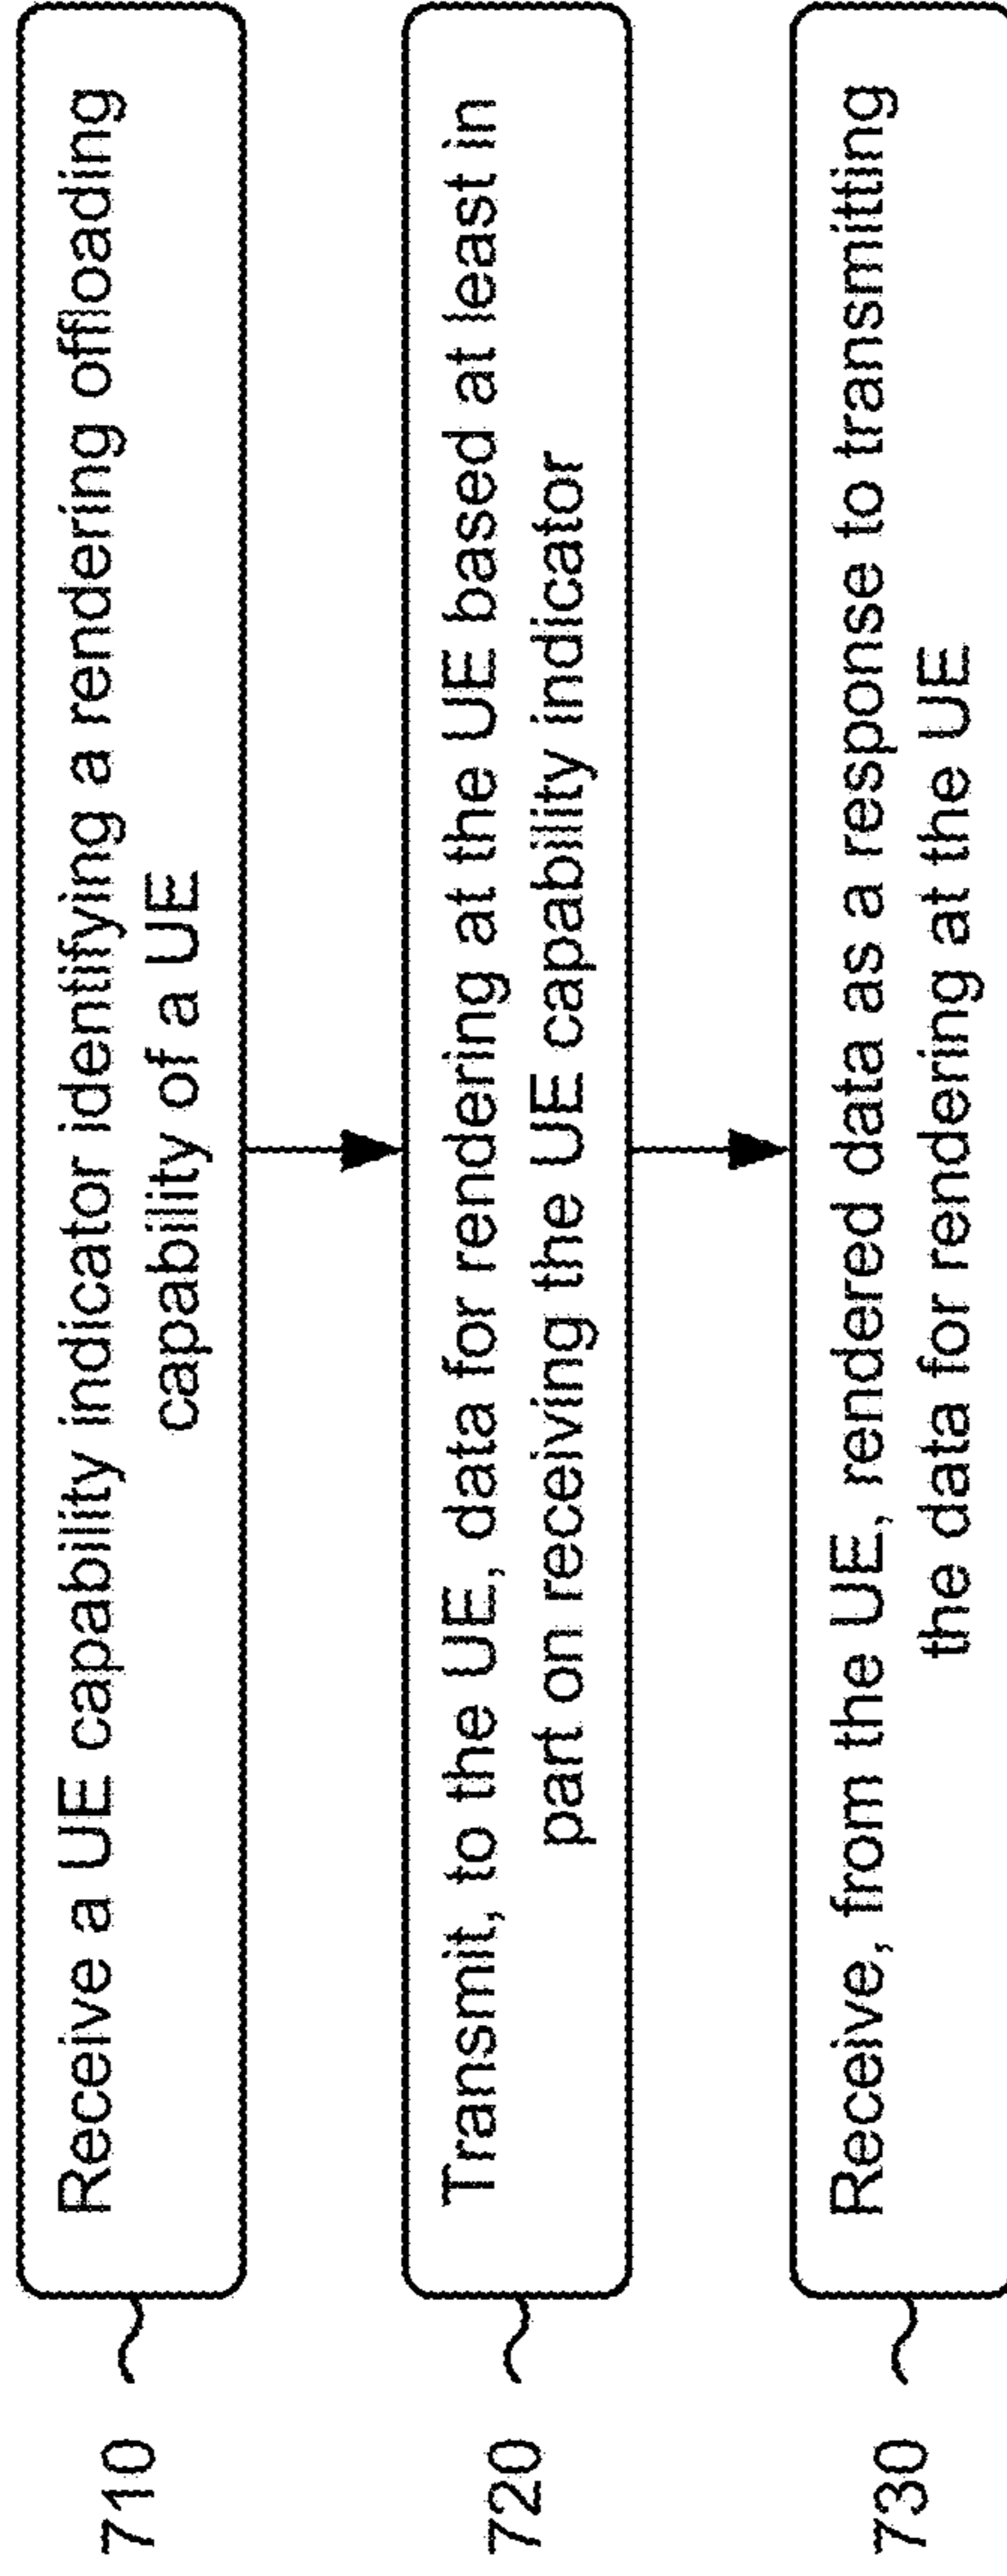 710
Receive a UE capability indicator identifying a rendering offloading
capability of a UE
720
Transmit, to the UE, data for rendering at the UE based at least in
part on receiving the UE capability indicator
730
Receive, from the UE, rendered data as a response to transmitting
the data for rendering at the UE